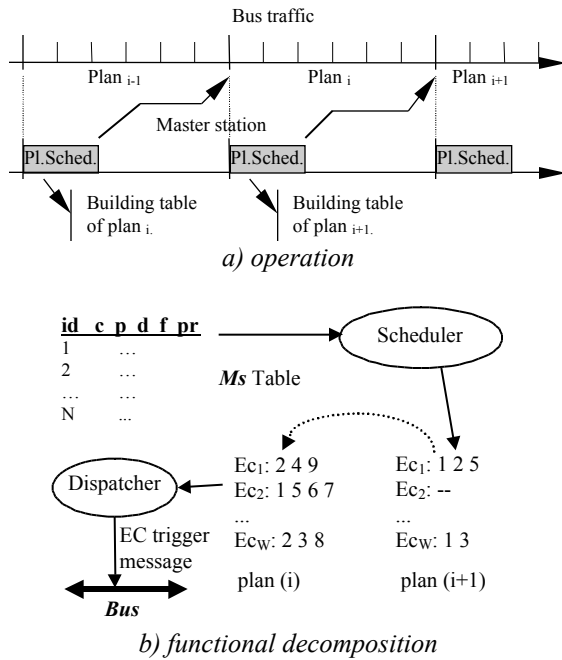 Bus traffic
Plan i-1
Plan i
Plan i+1
Master station
Pl.Sched.
Pl.Sched.
Pl.Sched.
Building table
of plan i.
Building table
of plan i+1.
a) operation
id c p d f pr
1 ...
2 ...
... ...
N ...
Ms Table
Scheduler
Dispatcher
EC trigger
message
Bus
Ec1: 2 4 9
Ec2: 1 5 6 7
...
EcW: 2 3 8
plan (i)
Ec1: 1 2 5
Ec2: --
...
EcW: 1 3
plan (i+1)
b) functional decomposition